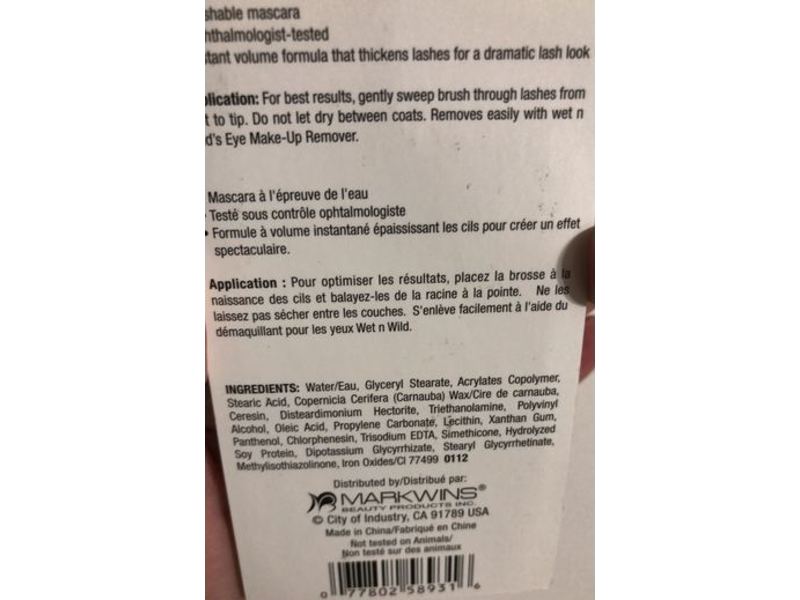 shable mascara
hthalmologist-tested
tant volume formula that thickens lashes for a dramatic lash look
lication: For best results, gently sweep brush through lashes from
t to tip. Do not let dry between coats. Removes easily with wet n
d's Eye Make-Up Remover.
Mascara à l'épreuve de l'eau
• Testé sous contrôle ophtalmologiste
• Formule à volume instantané épaississant les cils pour créer un effet
spectaculaire.
Application : Pour optimiser les résultats, placez la brosse à la
naissance des cils et balayez-les de la racine à la pointe. Ne les
laissez pas sècher entre les couches. S'enlève facilement à l'aide du
démaquillant pour les yeux Wet n Wild.
INGREDIENTS: Water/Eau, Glyceryl Stearate, Acrylates Copolymer,
Stearic Acid, Copernicia Cerifera (Carnauba) Wax/Cire de carnauba,
Ceresin, Disteardimonium Hectorite, Triethanolamine, Polyvinyl
Alcohol, Oleic Acid, Propylene Carbonate, Lecithin, Xanthan Gum,
Panthenol, Chlorphenesin, Trisodium EDTA, Simethicone, Hydrolyzed
Soy Protein, Dipotassium Glycyrrhizate, Stearyl Glycyrrhetinate,
Methylisothiazolinone, Iron Oxides/CI 77499 0112
Distributed by/Distribué par:
MARKWINS®
BEAUTY PRODUCTS INC.
© City of Industry, CA 91789 USA
Made in China/Fabriqué en Chine
Not tested on Animals/
Non testé sur des animaux
0 77802 58931 6